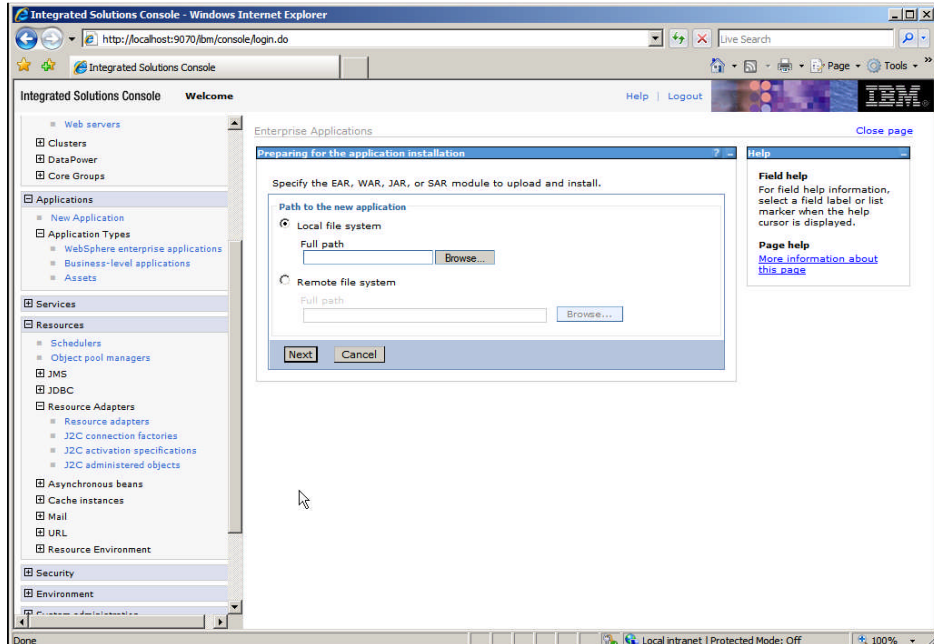 Integrated Solutions Console - Windows Internet Explorer
http://localhost:9070/ibm/console/login.do
Live Search
Integrated Solutions Console
Page
Tools
Integrated Solutions Console Welcome
Help | Logout
IBM
Web servers
Clusters
DataPower
Core Groups
Applications
New Application
Application Types
WebSphere enterprise applications
Business-level applications
Assets
Services
Resources
Schedulers
Object pool managers
JMS
JDBC
Resource Adapters
Resource adapters
J2C connection factories
J2C activation specifications
J2C administered objects
Asynchronous beans
Cache instances
Mail
URL
Resource Environment
Security
Environment
System administration
Enterprise Applications
Close page
Preparing for the application installation ? -
Specify the EAR, WAR, JAR, or SAR module to upload and install.
Path to the new application
Local file system
Full path
Browse...
Remote file system
Full path
Browse...
Next Cancel
Help
Field help
For field help information,
select a field label or list
marker when the help
cursor is displayed.
Page help
More information about
this page
Done
Local intranet | Protected Mode: Off
100%